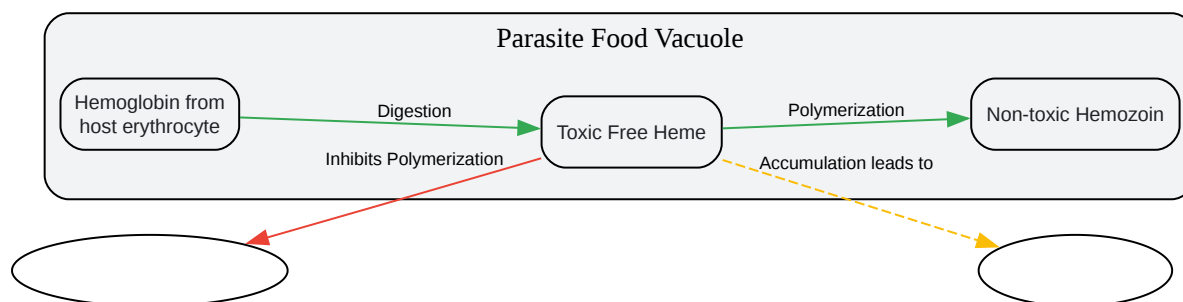 Parasite Food Vacuole
Hemoglobin from
host erythrocyte
Digestion
Toxic Free Heme
Polymerization
Non-toxic Hemozoin
Inhibits Polymerization
Accumulation leads to